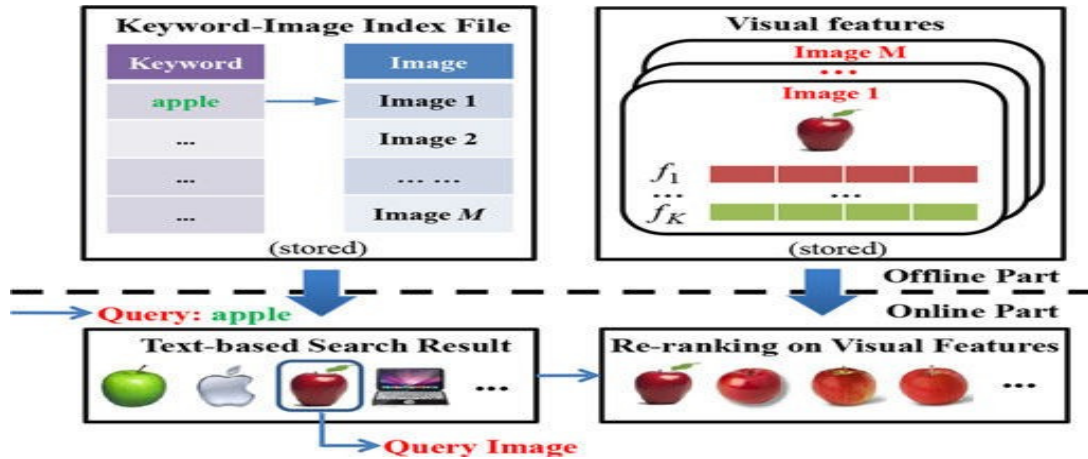 Keyword-Image Index File
Keyword
Image
apple
Image 1
...
Image 2
...
... ...
...
Image M
(stored)
Visual features
Image M
...
Image 1
f1
...
...
fK
(stored)
Offline Part
Online Part
Query: apple
Text-based Search Result
...
Query Image
Re-ranking on Visual Features
...